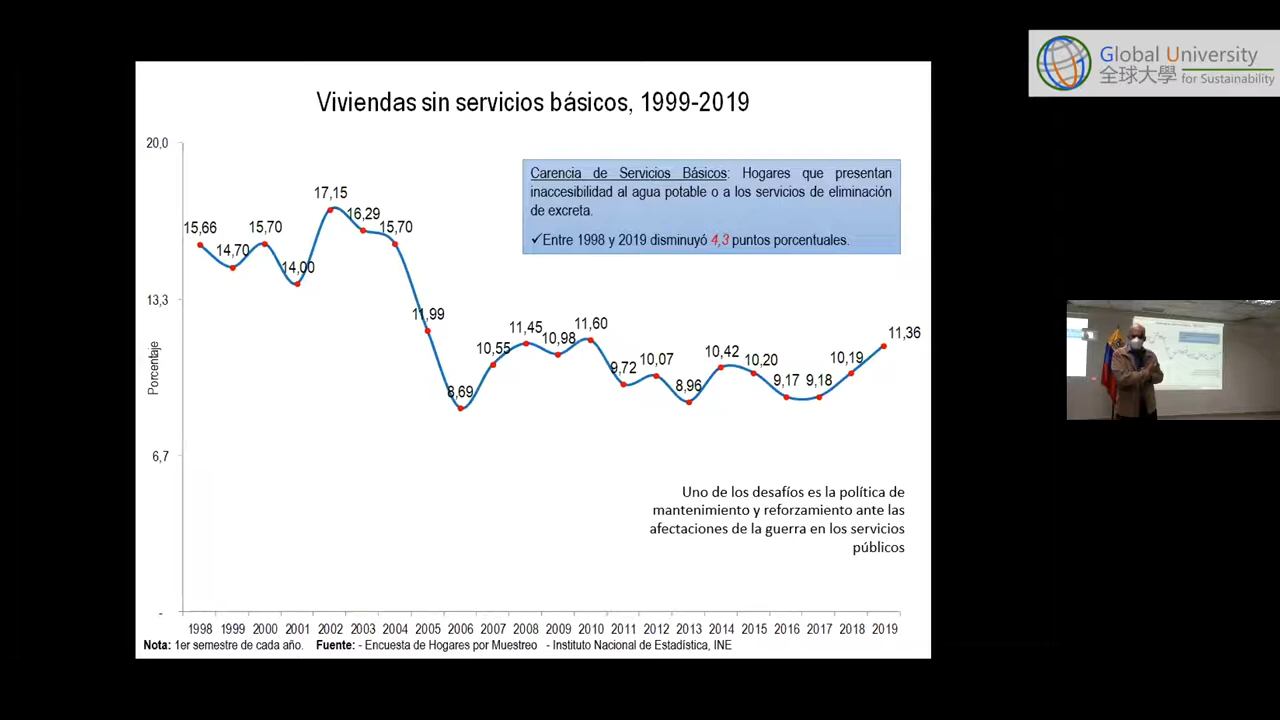 Global University
全球大學 for Sustainability
Viviendas sin servicios básicos, 1999-2019
20,0
13,3
6,7
-
Porcentaje
Carencia de Servicios Básicos: Hogares que presentan
inaccesibilidad al agua potable o a los servicios de eliminación
de excreta.
✓Entre 1998 y 2019 disminuyó 4,3 puntos porcentuales.
15,66
14,70
15,70
14,00
17,15
16,29
15,70
11,99
8,69
10,55
11,45
10,98
11,60
9,72
10,07
8,96
10,42
10,20
9,17
9,18
10,19
11,36
Uno de los desafíos es la política de
mantenimiento y reforzamiento ante las
afectaciones de la guerra en los servicios
públicos
1998 1999 2000 2001 2002 2003 2004 2005 2006 2007 2008 2009 2010 2011 2012 2013 2014 2015 2016 2017 2018 2019
Nota: 1er semestre de cada año. Fuente: - Encuesta de Hogares por Muestreo - Instituto Nacional de Estadística, INE